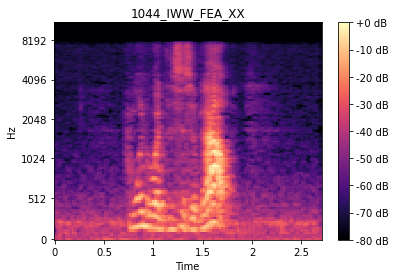 1044_IWW_FEA_XX
+0 dB
8192
-10 dB
4096
-20 dB
-30 dB
2048
Hz
-40 dB
1024
-50 dB
512
-60 dB
-70 dB
0
-80 dB
0 0.5 1 1.5 2 2.5
Time